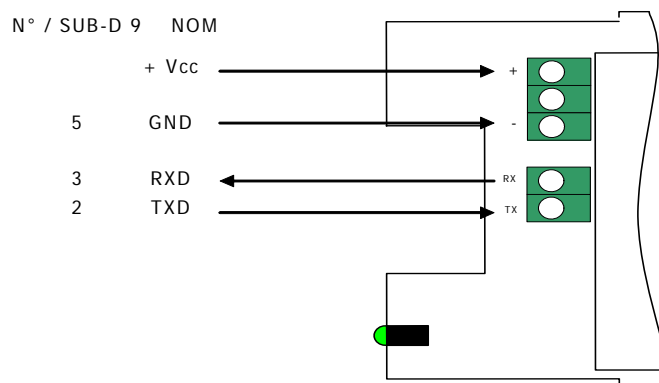 N° / SUB-D 9 NOM
+ Vcc +
5 GND -
3 RXD RX
2 TXD TX